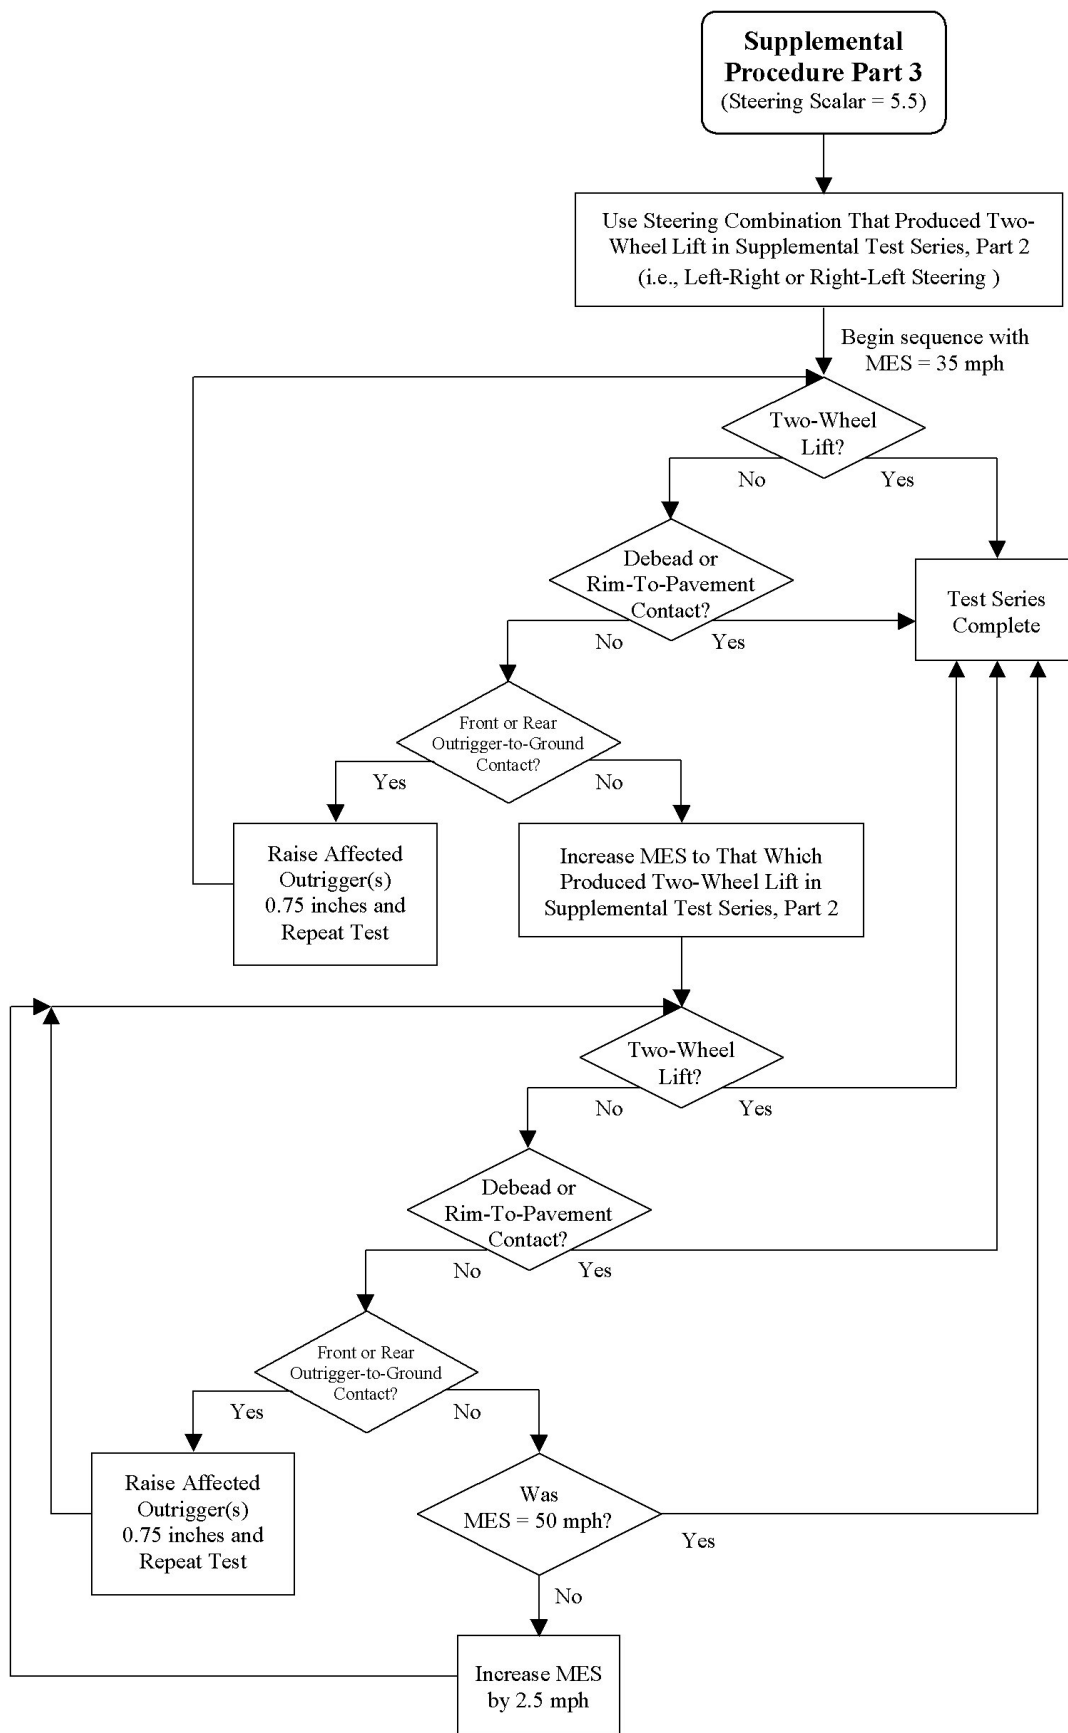 Supplemental
Procedure Part 3
(Steering Scalar = 5.5)
Use Steering Combination That Produced Two-
Wheel Lift in Supplemental Test Series, Part 2
(i.e., Left-Right or Right-Left Steering )
Begin sequence with
MES = 35 mph
Two-Wheel
Lift?
No
Yes
Debead or
Rim-To-Pavement
Contact?
No
Yes
Test Series
Complete
Front or Rear
Outrigger-to-Ground
Contact?
Yes
No
Raise Affected
Outrigger(s)
0.75 inches and
Repeat Test
Increase MES to That Which
Produced Two-Wheel Lift in
Supplemental Test Series, Part 2
Two-Wheel
Lift?
No
Yes
Debead or
Rim-To-Pavement
Contact?
No
Yes
Front or Rear
Outrigger-to-Ground
Contact?
Yes
No
Raise Affected
Outrigger(s)
0.75 inches and
Repeat Test
Was
MES = 50 mph?
Yes
No
Increase MES
by 2.5 mph